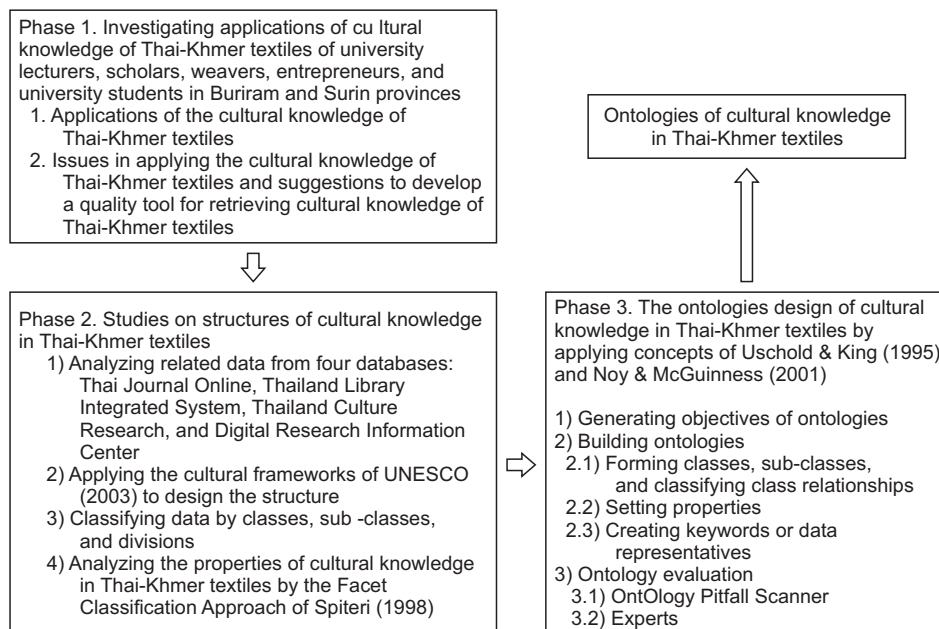 Phase 1. Investigating applications of cu ltural
knowledge of Thai-Khmer textiles of university
lecturers, scholars, weavers, entrepreneurs, and
university students in Buriram and Surin provinces
1. Applications of the cultural knowledge of
Thai-Khmer textiles
2. Issues in applying the cultural knowledge of
Thai-Khmer textiles and suggestions to develop
a quality tool for retrieving cultural knowledge of
Thai-Khmer textiles
Phase 2. Studies on structures of cultural knowledge
in Thai-Khmer textiles
1) Analyzing related data from four databases:
Thai Journal Online, Thailand Library
Integrated System, Thailand Culture
Research, and Digital Research Information
Center
2) Applying the cultural frameworks of UNESCO
(2003) to design the structure
3) Classifying data by classes, sub -classes,
and divisions
4) Analyzing the properties of cultural knowledge
in Thai-Khmer textiles by the Facet
Classification Approach of Spiteri (1998)
Phase 3. The ontologies design of cultural
knowledge in Thai-Khmer textiles by
applying concepts of Uschold & King (1995)
and Noy & McGuinness (2001)
1) Generating objectives of ontologies
2) Building ontologies
2.1) Forming classes, sub-classes,
and classifying class relationships
2.2) Setting properties
2.3) Creating keywords or data
representatives
3) Ontology evaluation
3.1) OntOlogy Pitfall Scanner
3.2) Experts
Ontologies of cultural knowledge
in Thai-Khmer textiles